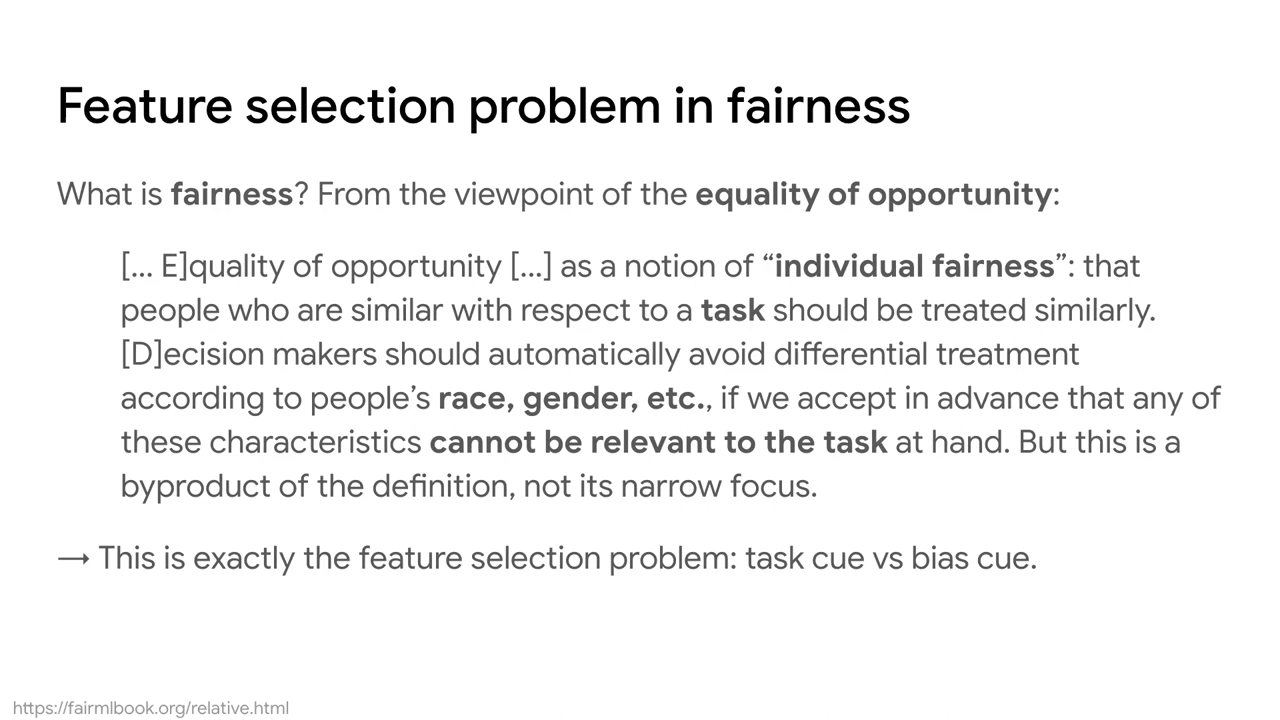 Feature selection problem in fairness
What is fairness? From the viewpoint of the equality of opportunity:
[... E]quality of opportunity [...] as a notion of “individual fairness”: that
people who are similar with respect to a task should be treated similarly.
[D]ecision makers should automatically avoid differential treatment
according to people’s race, gender, etc., if we accept in advance that any of
these characteristics cannot be relevant to the task at hand. But this is a
byproduct of the definition, not its narrow focus.
→ This is exactly the feature selection problem: task cue vs bias cue.
https://fairmlbook.org/relative.html